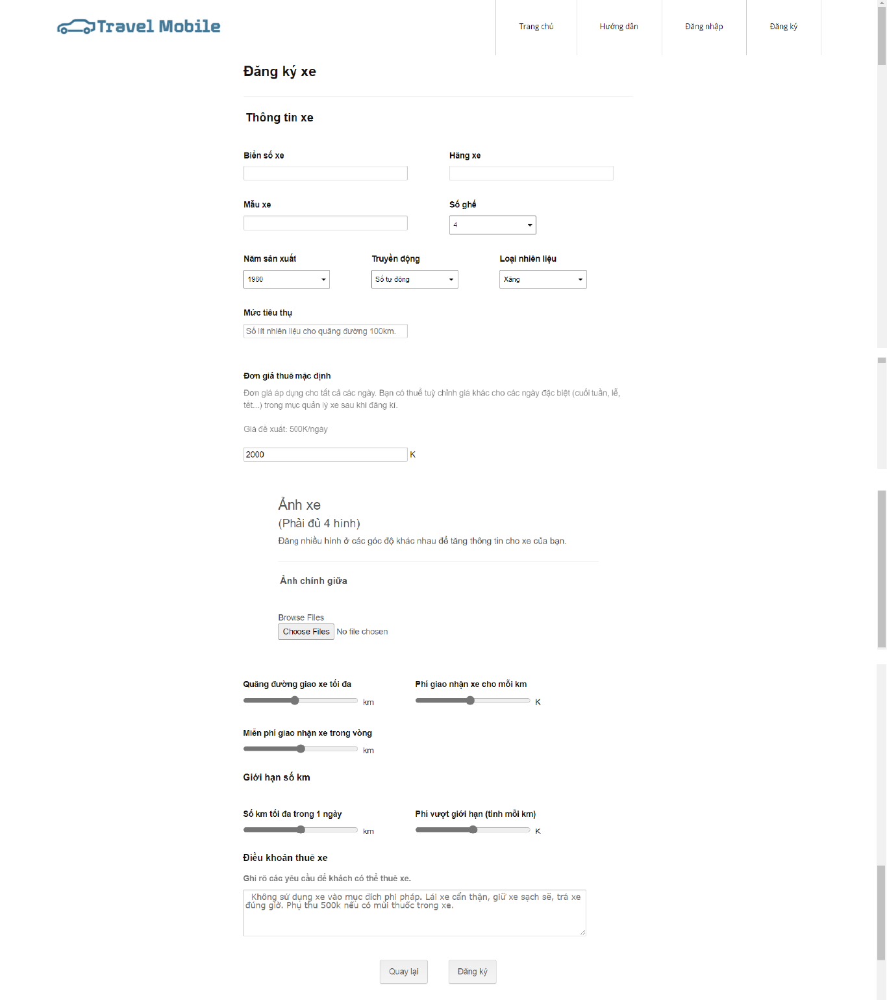 Travel Mobile
Trang chủ Hướng dẫn Đăng nhập Đăng ký
Đăng ký xe
Thông tin xe
Biển số xe Hãng xe
Mẫu xe Số ghế
4
Năm sản xuất Truyền động Loại nhiên liệu
1960 Số tự động Xăng
Mức tiêu thụ
Số lít nhiên liệu cho quãng đường 100km.
Đơn giá thuê mặc định
Đơn giá áp dụng cho tất cả các ngày. Bạn có thuể tuỳ chỉnh giá khác cho các ngày đặc biệt (cuối tuần, lễ,
tết...) trong mục quản lý xe sau khi đăng kí.
Giá đề xuất: 500K/ngày
2000 K
Ảnh xe
(Phải đủ 4 hình)
Đăng nhiều hình ở các góc độ khác nhau để tăng thông tin cho xe của bạn.
Ảnh chính giữa
Browse Files
Choose Files No file chosen
Quãng đường giao xe tối đa Phí giao nhận xe cho mỗi km
km K
Miễn phí giao nhận xe trong vòng
km
Giới hạn số km
Số km tối đa trong 1 ngày Phí vượt giới hạn (tính mỗi km)
km K
Điều khoản thuê xe
Ghi rõ các yêu cầu để khách có thể thuê xe.
Không sử dụng xe vào mục đích phi pháp. Lái xe cẩn thận, giữ xe sạch sẽ, trả xe
đúng giờ. Phụ thu 500k nếu có mùi thuốc trong xe.
Quay lại Đăng ký